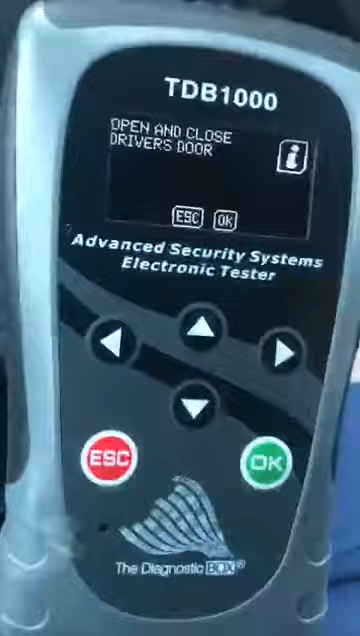 TDB1000
OPEN AND CLOSE
DRIVERS DOOR
i
ESC OK
Advanced Security Systems
Electronic Tester
ESC
OK
The Diagnostic BOX®